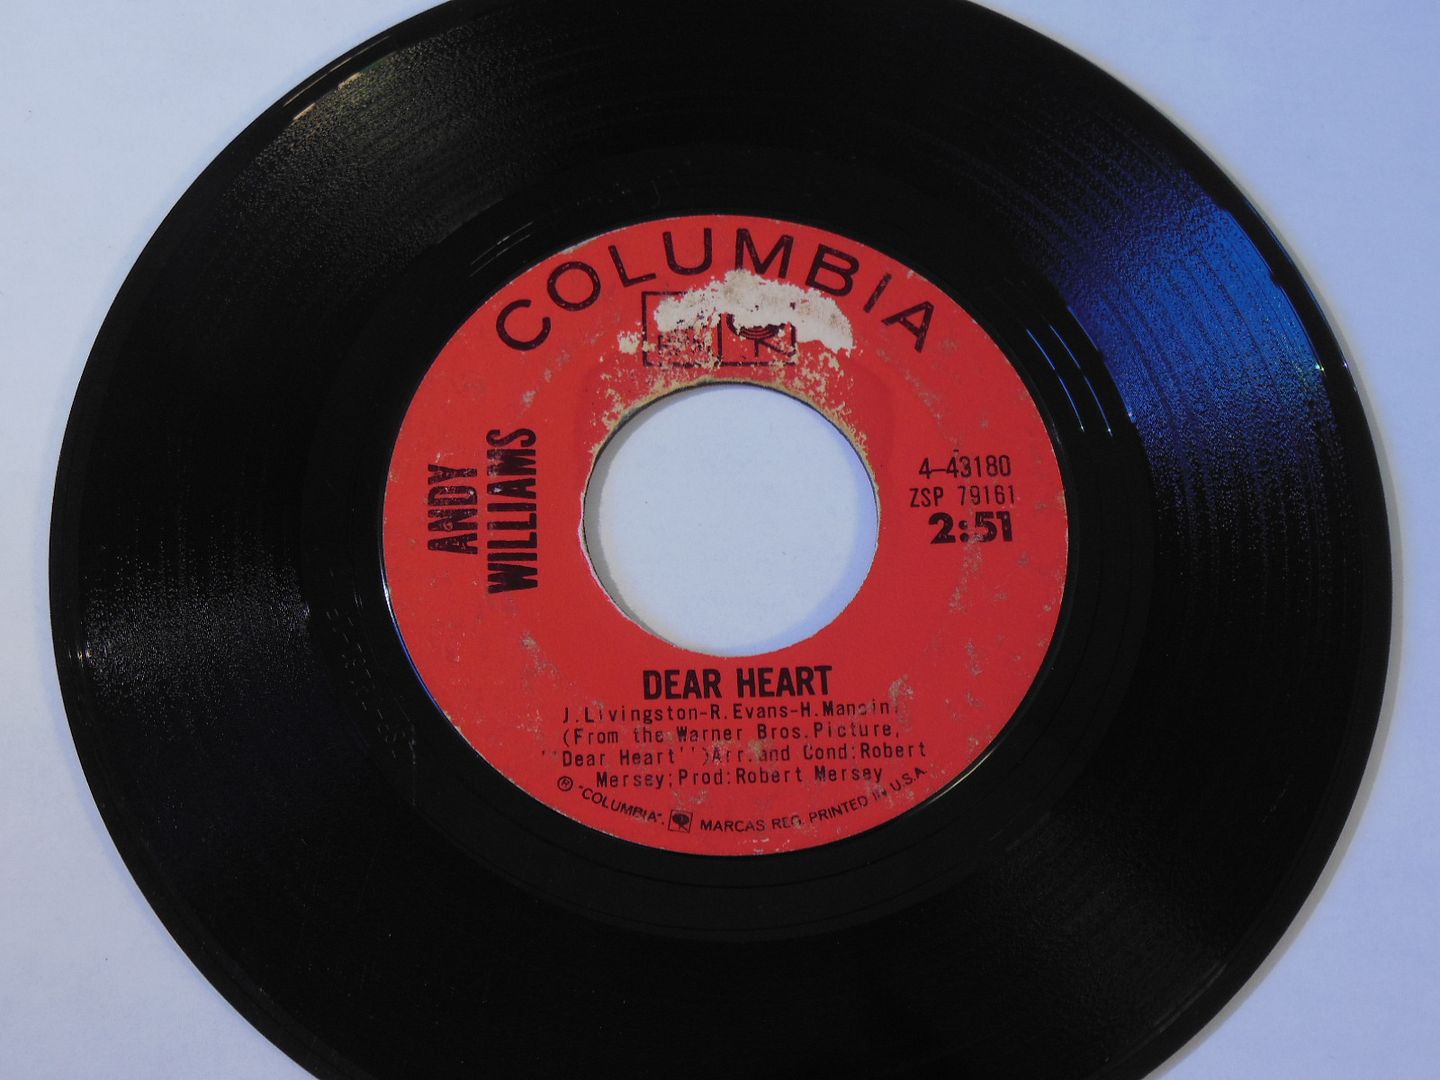 COLUMBIA
ANDY
WILLIAMS
4-43180
ZSP 79161
2:51
DEAR HEART
J.Livingston-R.Evans-H.Mancini
(From the Warner Bros.Picture,
"Dear Heart")Arr.and Cond:Robert
Mersey;Prod:Robert Mersey
® "COLUMBIA", MARCAS REG. PRINTED IN U.S.A.